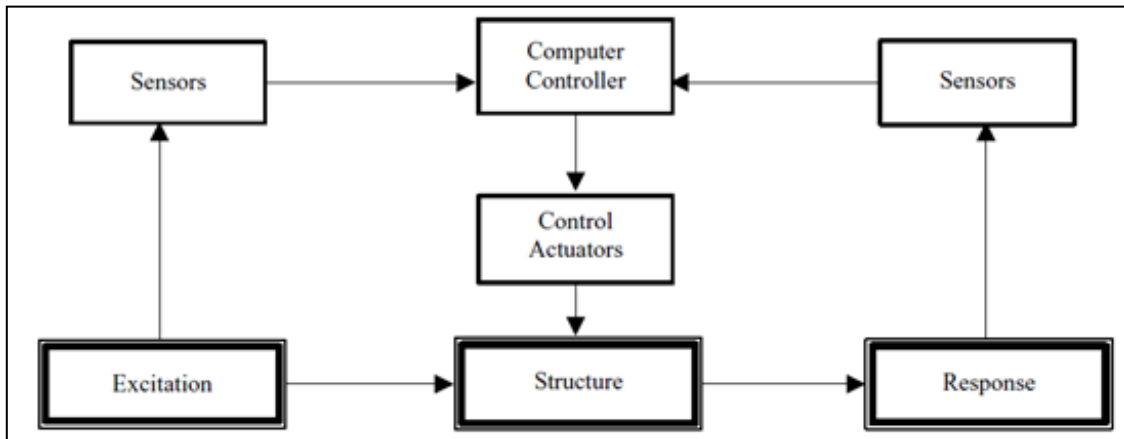 Sensors
Computer
Controller
Sensors
Control
Actuators
Excitation
Structure
Response